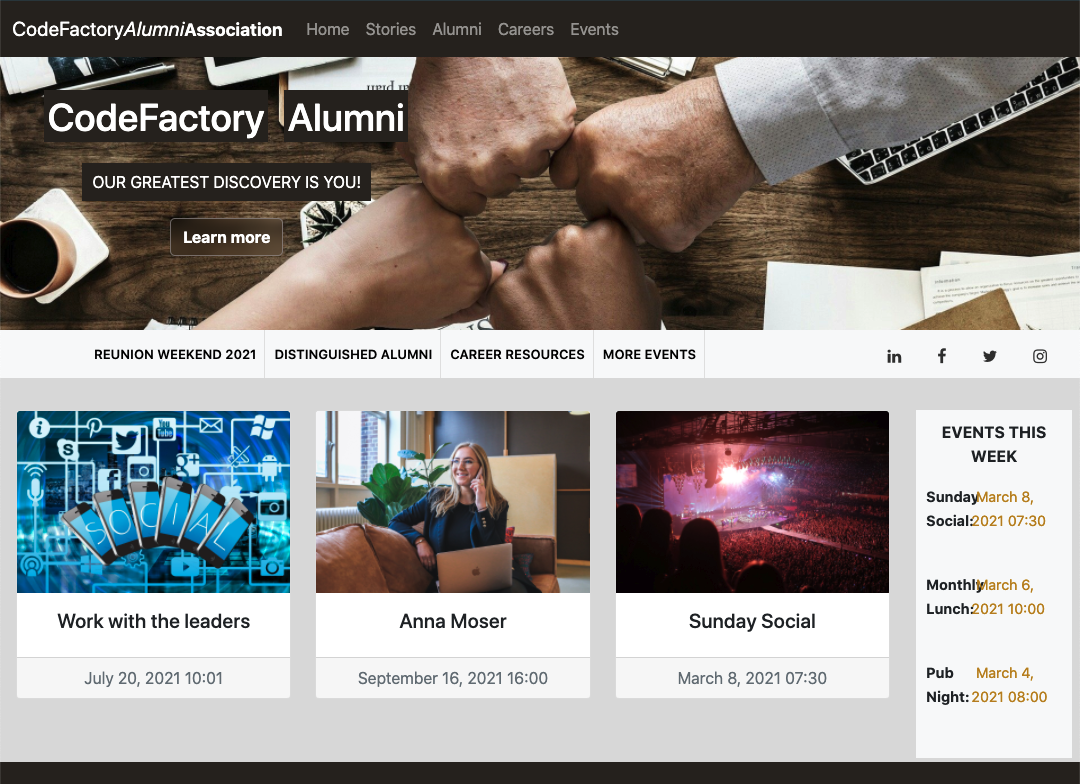 CodeFactoryAlumniAssociation Home Stories Alumni Careers Events
CodeFactory Alumni
OUR GREATEST DISCOVERY IS YOU!
Learn more
REUNION WEEKEND 2021 DISTINGUISHED ALUMNI CAREER RESOURCES MORE EVENTS
SOCIAL
You Tube
Work with the leaders
July 20, 2021 10:01
Anna Moser
September 16, 2021 16:00
Sunday Social
March 8, 2021 07:30
EVENTS THIS
WEEK
Sunday March 8,
Social: 2021 07:30
Monthly March 6,
Lunch: 2021 10:00
Pub March 4,
Night: 2021 08:00